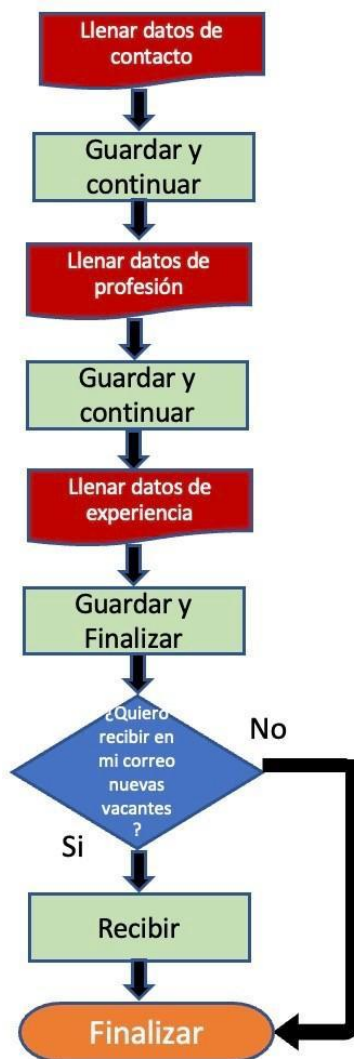 Llenar datos de
contacto
Guardar y
continuar
Llenar datos de
profesión
Guardar y
continuar
Llenar datos de
experiencia
Guardar y
Finalizar
¿Quiero
recibir en
mi correo
nuevas
vacantes
?
No
Si
Recibir
Finalizar